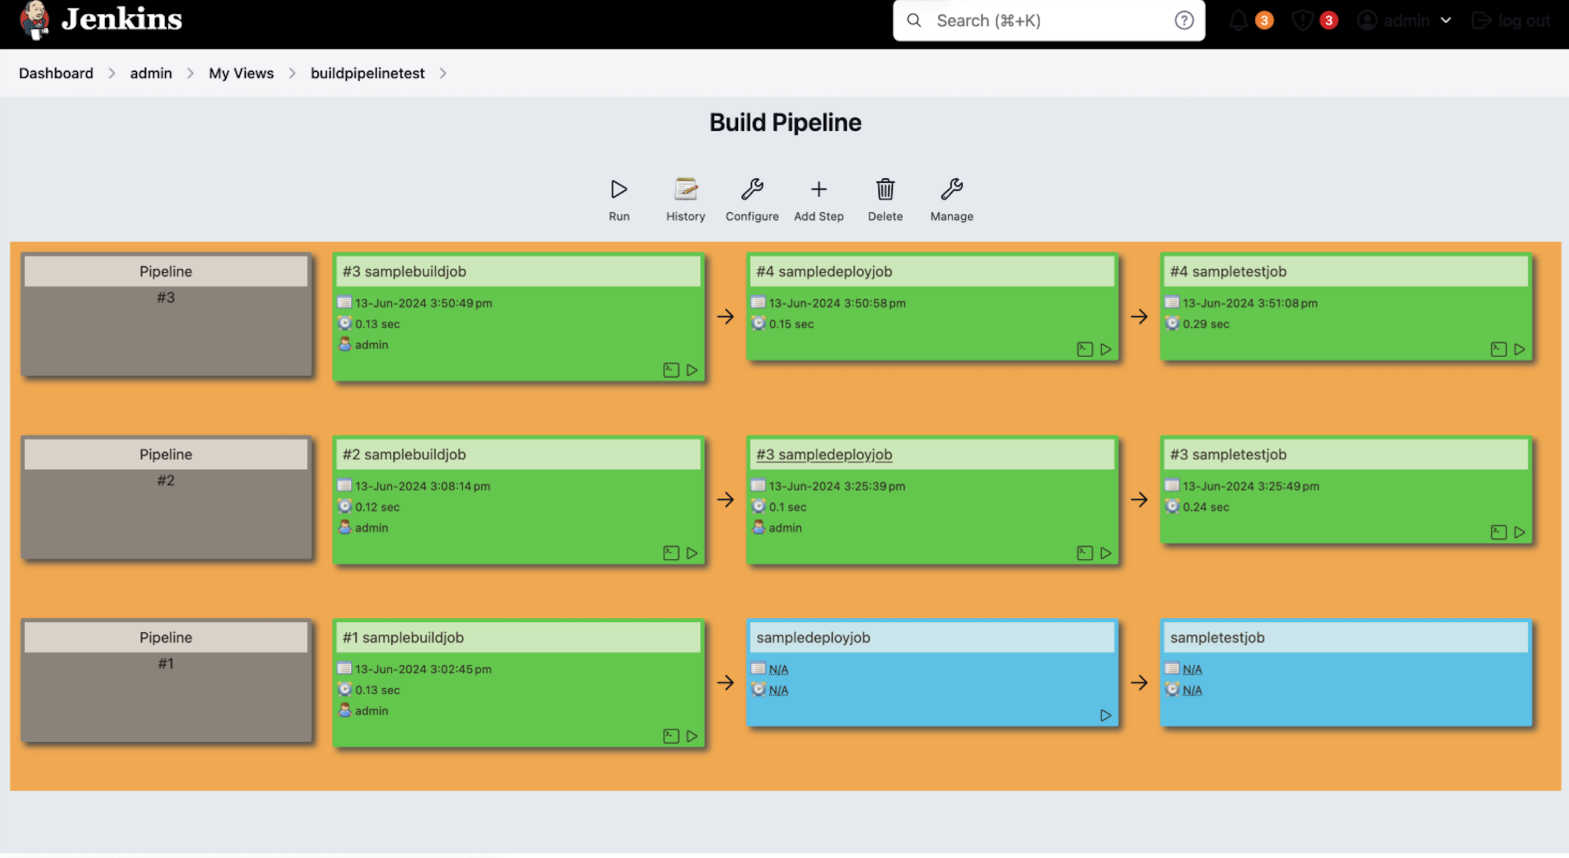 Jenkins
Search (⌘+K)
?
3
3
admin
log out
Dashboard > admin > My Views > buildpipelinetest >
Build Pipeline
Run
History
Configure
Add Step
Delete
Manage
Pipeline
#3
#3 samplebuildjob
13-Jun-2024 3:50:49 pm
0.13 sec
admin
#4 sampledeployjob
13-Jun-2024 3:50:58 pm
0.15 sec
#4 sampletestjob
13-Jun-2024 3:51:08 pm
0.29 sec
Pipeline
#2
#2 samplebuildjob
13-Jun-2024 3:08:14 pm
0.12 sec
admin
#3 sampledeployjob
13-Jun-2024 3:25:39 pm
0.1 sec
admin
#3 sampletestjob
13-Jun-2024 3:25:49 pm
0.24 sec
Pipeline
#1
#1 samplebuildjob
13-Jun-2024 3:02:45 pm
0.13 sec
admin
sampledeployjob
N/A
N/A
sampletestjob
N/A
N/A